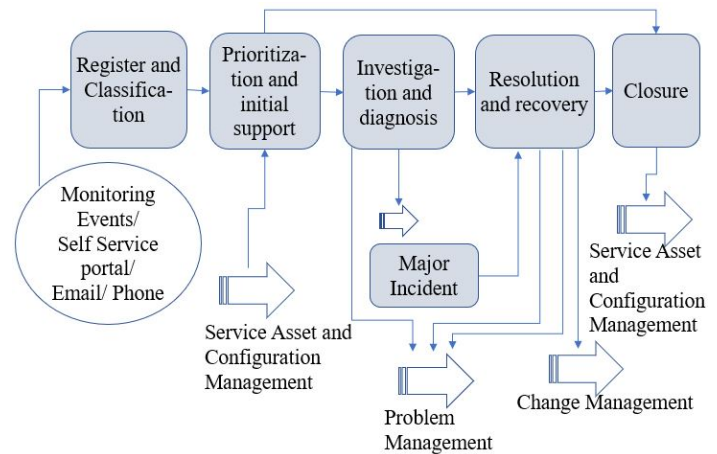 Register and
Classifica-
tion
Prioritiza-
tion and
initial
support
Investiga-
tion and
diagnosis
Resolution
and recovery
Closure
Monitoring
Events/
Self Service
portal/
Email/ Phone
Major
Incident
Service Asset and
Configuration
Management
Service Asset
and
Configuration
Management
Problem
Management
Change Management